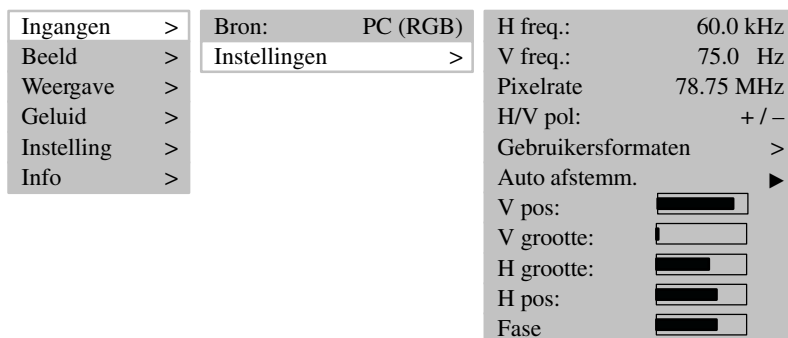 Ingangen >
Beeld >
Weergave >
Geluid >
Instelling >
Info >
Bron: PC (RGB)
Instellingen >
H freq.: 60.0 kHz
V freq.: 75.0 Hz
Pixelrate 78.75 MHz
H/V pol: + / –
Gebruikersformaten >
Auto afstemm. ▶
V pos:
V grootte:
H grootte:
H pos:
Fase